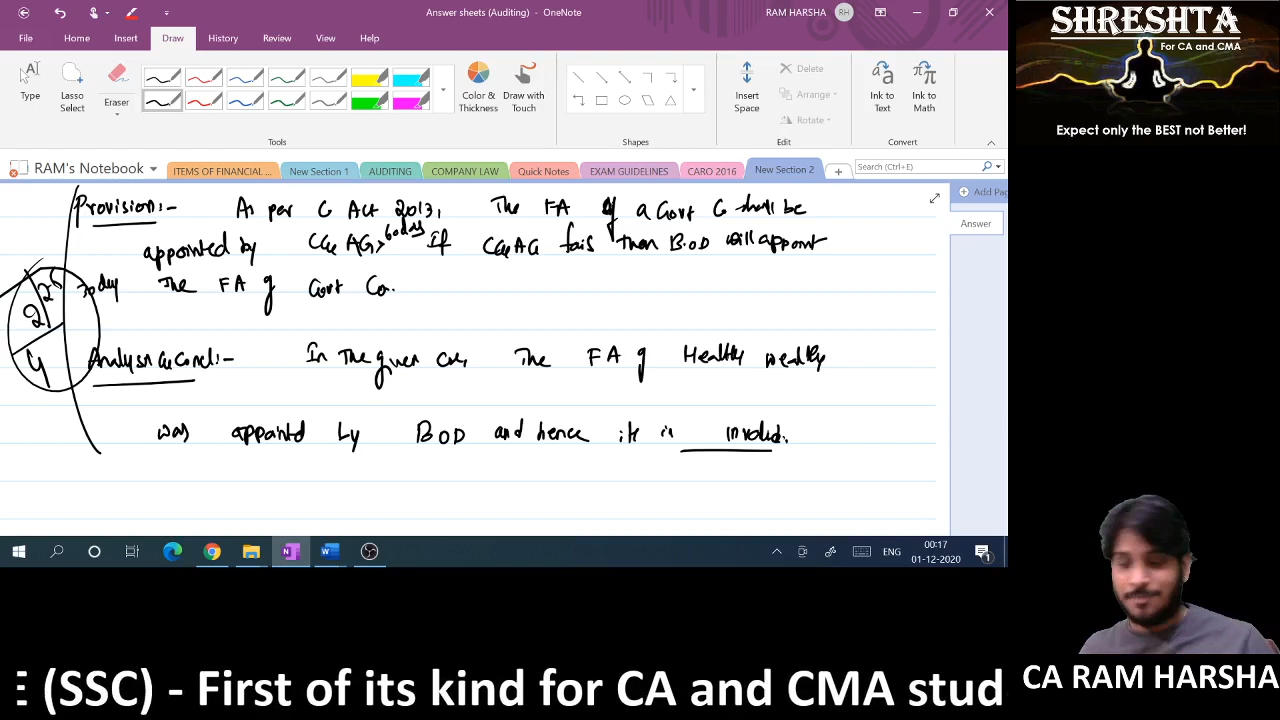 Answer sheets (Auditing) - OneNote
RAM HARSHA RH
File Home Insert Draw History Review View Help
Type
Lasso Select
Eraser
Color & Thickness
Draw with Touch
Insert Space
Delete
Arrange
Rotate
Ink to Text
Ink to Math
Tools Shapes Edit Convert
RAM's Notebook ITEMS OF FINANCIAL ... New Section 1 AUDITING COMPANY LAW Quick Notes EXAM GUIDELINES CARO 2016 New Section 2 Search (Ctrl+E)
Add Pag
Answer
Provision:- As per C Act 2013, The FA of a Govt C shall be
60 days
appointed by C&AG, If C&AG fails then BOD will appoint
30 day The FA of Govt Co.
2
4
Analysis & Concl:- In the given case, The FA of Healthy Wealthy
was appointed by BOD and hence it is invalid.
ENG 00:17
01-12-2020
1
SHRESHTA
For CA and CMA
Expect only the BEST not Better!
E (SSC) - First of its kind for CA and CMA stud
CA RAM HARSHA